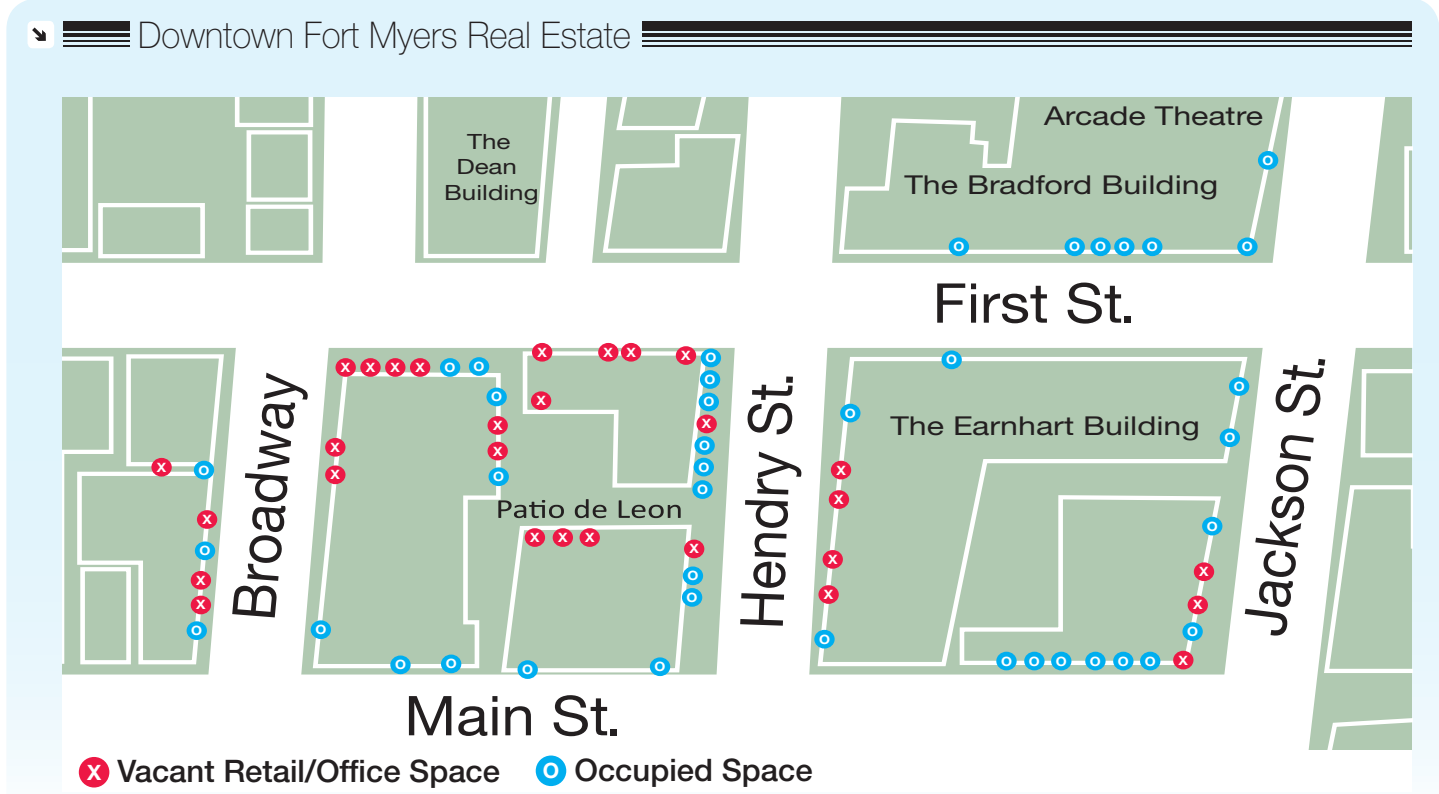 Downtown Fort Myers Real Estate
Arcade Theatre
The
Dean
Building
The Bradford Building
First St.
Broadway
Hendry St.
Jackson St.
The Earnhart Building
Patio de Leon
Main St.
X Vacant Retail/Office Space O Occupied Space